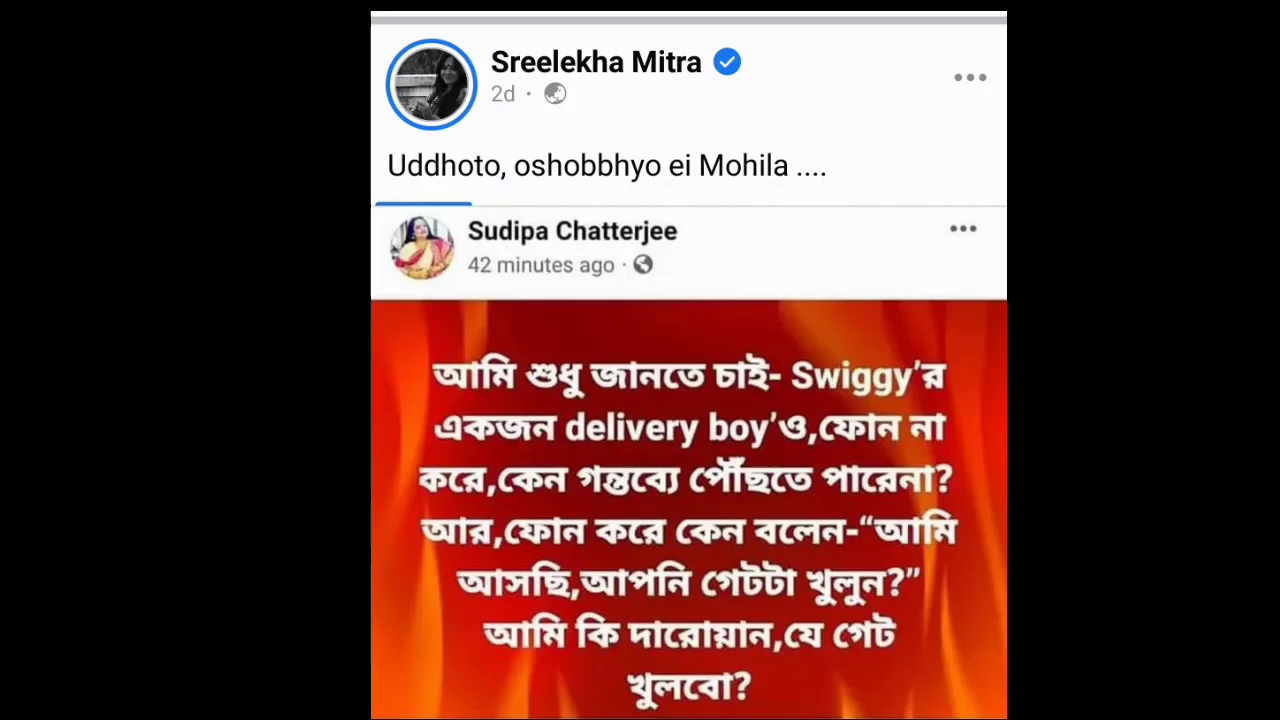 Sreelekha Mitra
2d ·
Uddhoto, oshobbhyo ei Mohila ....
Sudipa Chatterjee
42 minutes ago ·
আমি শুধু জানতে চাই- Swiggy’র
একজন delivery boy’ও,ফোন না
করে,কেন গন্তব্যে পৌঁছতে পারেনা?
আর,ফোন করে কেন বলেন-“আমি
আসছি,আপনি গেটটা খুলুন?”
আমি কি দারোয়ান,যে গেট
খুলবো?